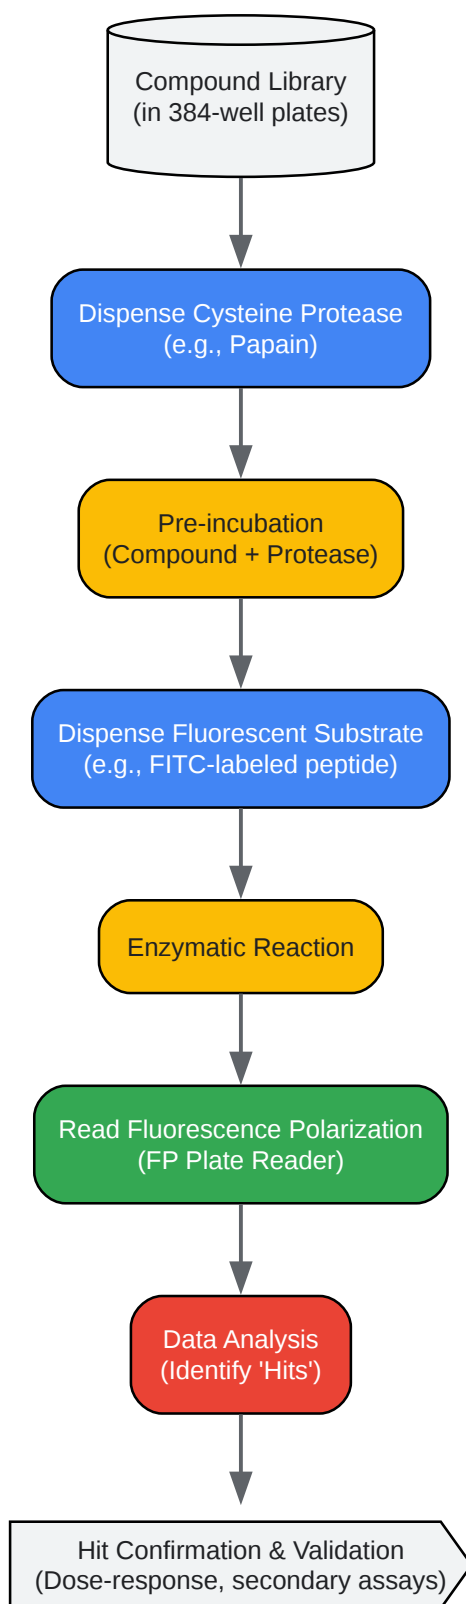 Compound Library
(in 384-well plates)
Dispense Cysteine Protease
(e.g., Papain)
Pre-incubation
(Compound + Protease)
Dispense Fluorescent Substrate
(e.g., FITC-labeled peptide)
Enzymatic Reaction
Read Fluorescence Polarization
(FP Plate Reader)
Data Analysis
(Identify 'Hits')
Hit Confirmation & Validation
(Dose-response, secondary assays)